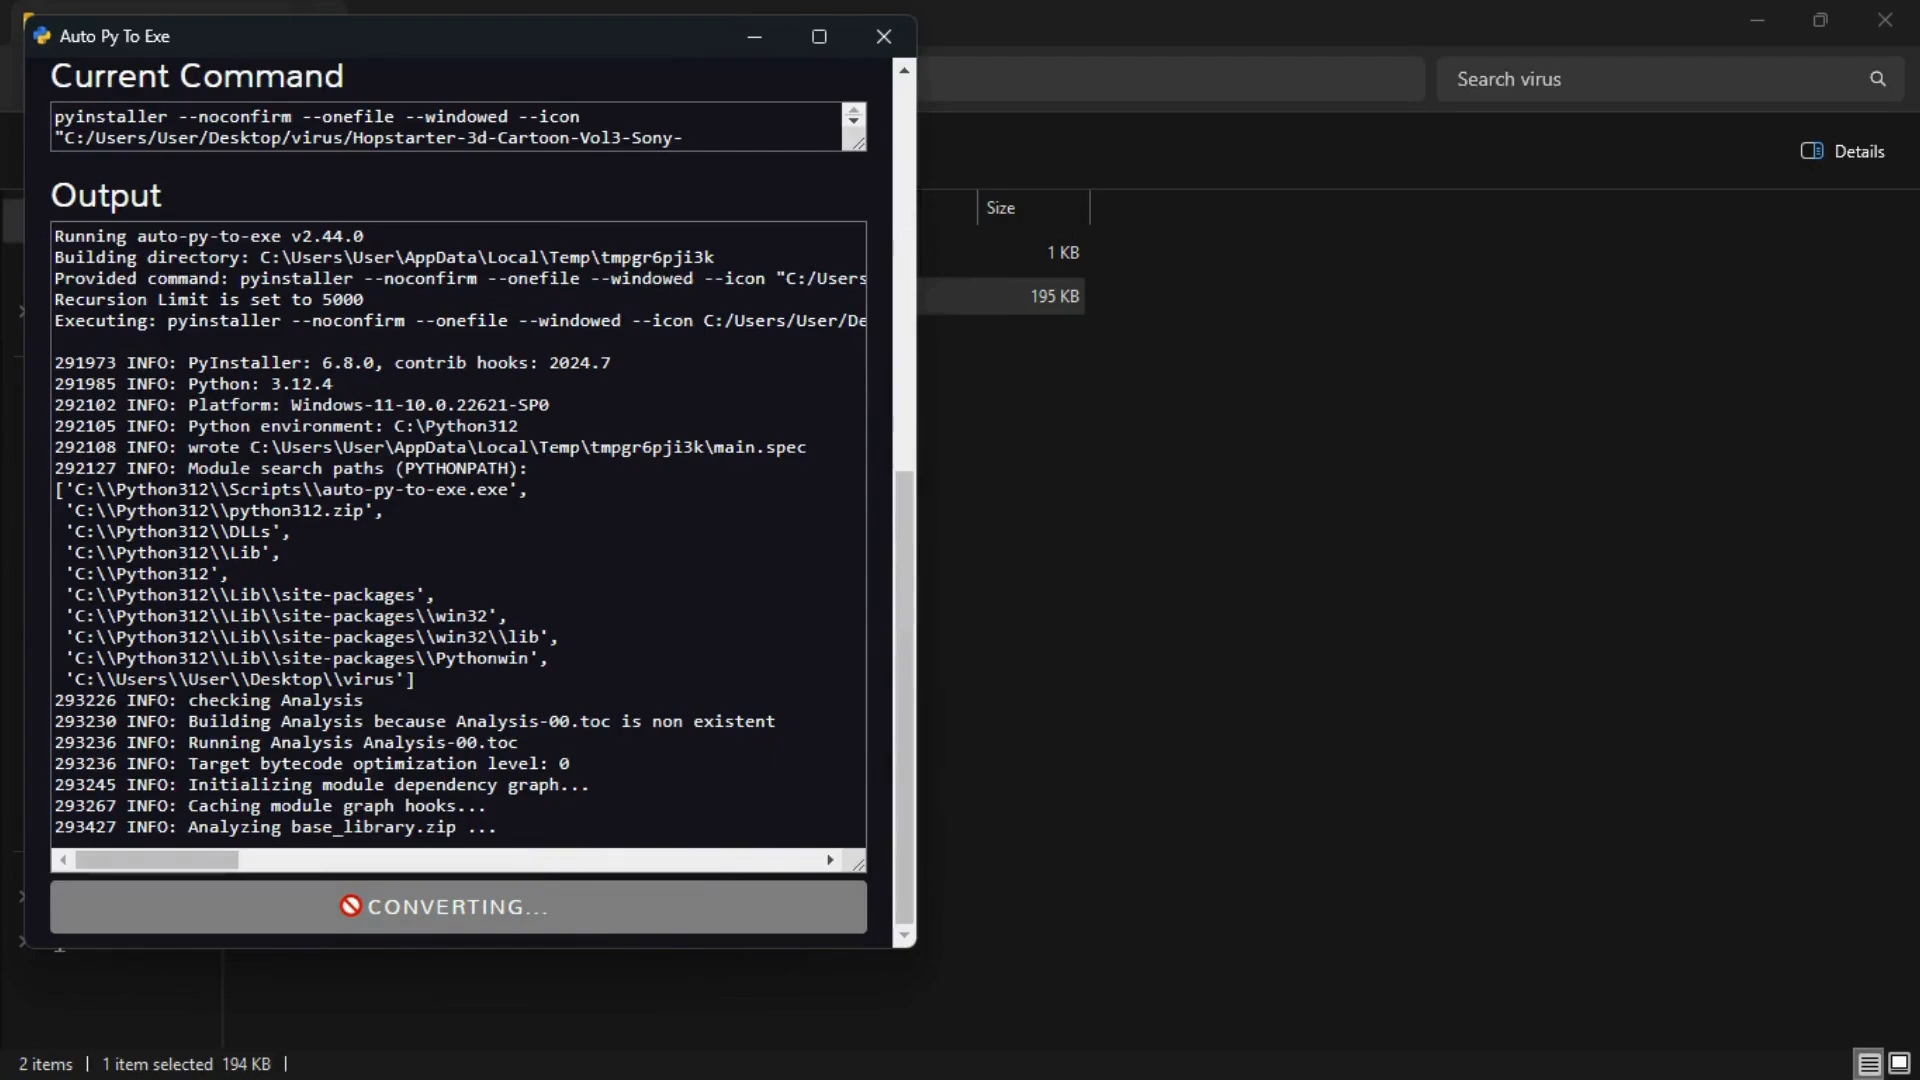 Auto Py To Exe
Current Command
pyinstaller --noconfirm --onefile --windowed --icon
"C:/Users/User/Desktop/virus/Hopstarter-3d-Cartoon-Vol3-Sony-
Output
Running auto-py-to-exe v2.44.0
Building directory: C:\Users\User\AppData\Local\Temp\tmpgr6pji3k
Provided command: pyinstaller --noconfirm --onefile --windowed --icon "C:/Users
Recursion Limit is set to 5000
Executing: pyinstaller --noconfirm --onefile --windowed --icon C:/Users/User/De
291973 INFO: PyInstaller: 6.8.0, contrib hooks: 2024.7
291985 INFO: Python: 3.12.4
292102 INFO: Platform: Windows-11-10.0.22621-SP0
292105 INFO: Python environment: C:\Python312
292108 INFO: wrote C:\Users\User\AppData\Local\Temp\tmpgr6pji3k\main.spec
292127 INFO: Module search paths (PYTHONPATH):
['C:\\Python312\\Scripts\\auto-py-to-exe.exe',
'C:\\Python312\\python312.zip',
'C:\\Python312\\DLLs',
'C:\\Python312\\Lib',
'C:\\Python312',
'C:\\Python312\\Lib\\site-packages',
'C:\\Python312\\Lib\\site-packages\\win32',
'C:\\Python312\\Lib\\site-packages\\win32\\lib',
'C:\\Python312\\Lib\\site-packages\\Pythonwin',
'C:\\Users\\User\\Desktop\\virus']
293226 INFO: checking Analysis
293230 INFO: Building Analysis because Analysis-00.toc is non existent
293236 INFO: Running Analysis Analysis-00.toc
293236 INFO: Target bytecode optimization level: 0
293245 INFO: Initializing module dependency graph...
293267 INFO: Caching module graph hooks...
293427 INFO: Analyzing base_library.zip ...
CONVERTING...
Search virus
Details
Size
1 KB
195 KB
2 items
1 item selected 194 KB